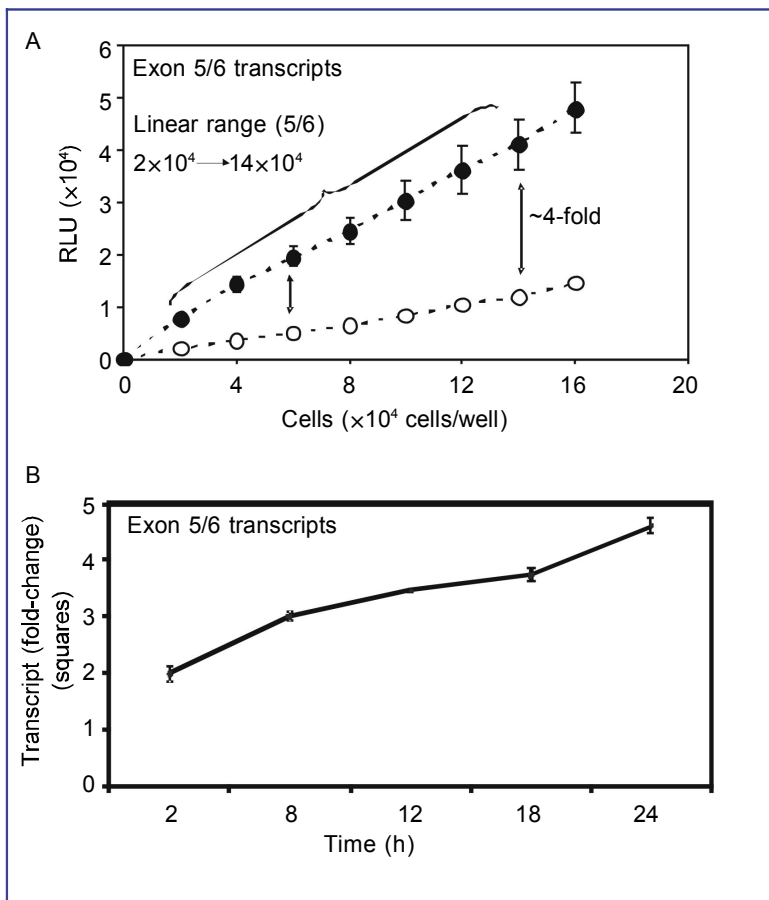 A
Exon 5/6 transcripts
Linear range (5/6)
2×10⁴→14×10⁴
~4-fold
RLU (×10⁴)
6
5
4
3
2
1
0
0 4 8 12 16 20
Cells (×10⁴ cells/well)
B
Exon 5/6 transcripts
Transcript (fold-change)
(squares)
5
4
3
2
1
0
2 8 12 18 24
Time (h)